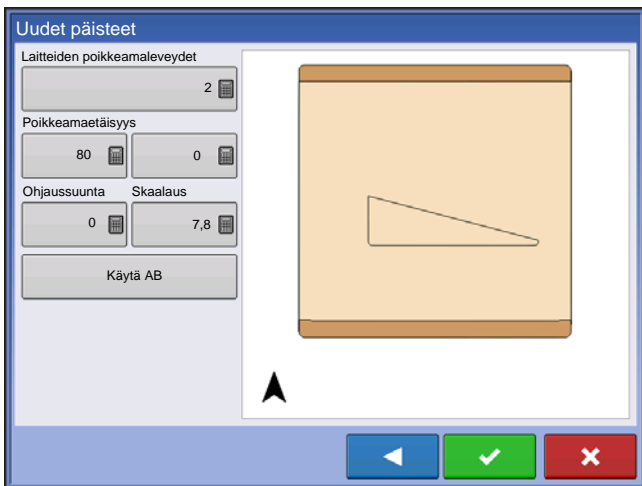 Uudet päisteet
Laitteiden poikkeamaleveydet
2
Poikkeamaetäisyys
80 0
Ohjaussuunta Skaalaus
0 7,8
Käytä AB